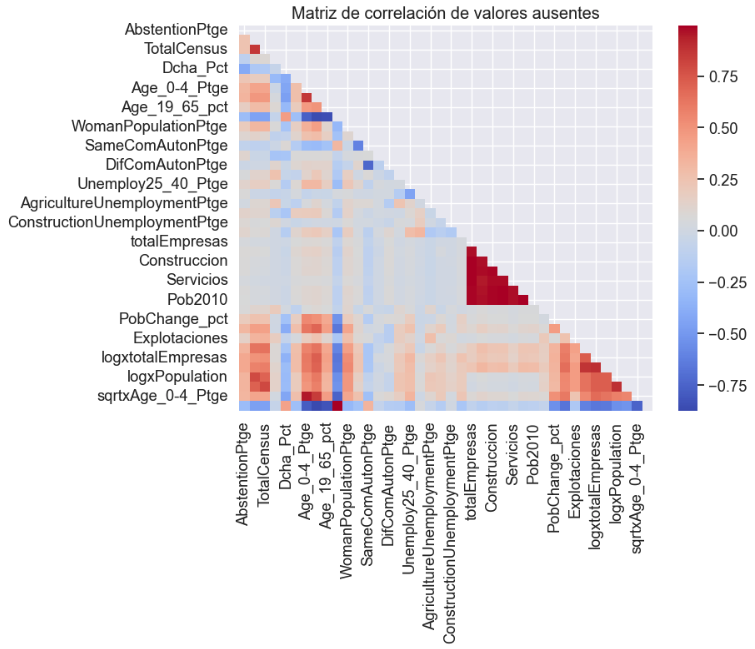 Matriz de correlación de valores ausentes
AbstentionPtge
TotalCensus
Dcha_Pct
Age_0-4_Ptge
Age_19_65_pct
WomanPopulationPtge
SameComAutonPtge
DifComAutonPtge
Unemploy25_40_Ptge
AgricultureUnemploymentPtge
ConstructionUnemploymentPtge
totalEmpresas
Construccion
Servicios
Pob2010
PobChange_pct
Explotaciones
logxtotalEmpresas
logxPopulation
sqrtxAge_0-4_Ptge
0.75
0.50
0.25
0.00
−0.25
−0.50
−0.75
AbstentionPtge
TotalCensus
Dcha_Pct
Age_0-4_Ptge
Age_19_65_pct
WomanPopulationPtge
SameComAutonPtge
DifComAutonPtge
Unemploy25_40_Ptge
AgricultureUnemploymentPtge
ConstructionUnemploymentPtge
totalEmpresas
Construccion
Servicios
Pob2010
PobChange_pct
Explotaciones
logxtotalEmpresas
logxPopulation
sqrtxAge_0-4_Ptge